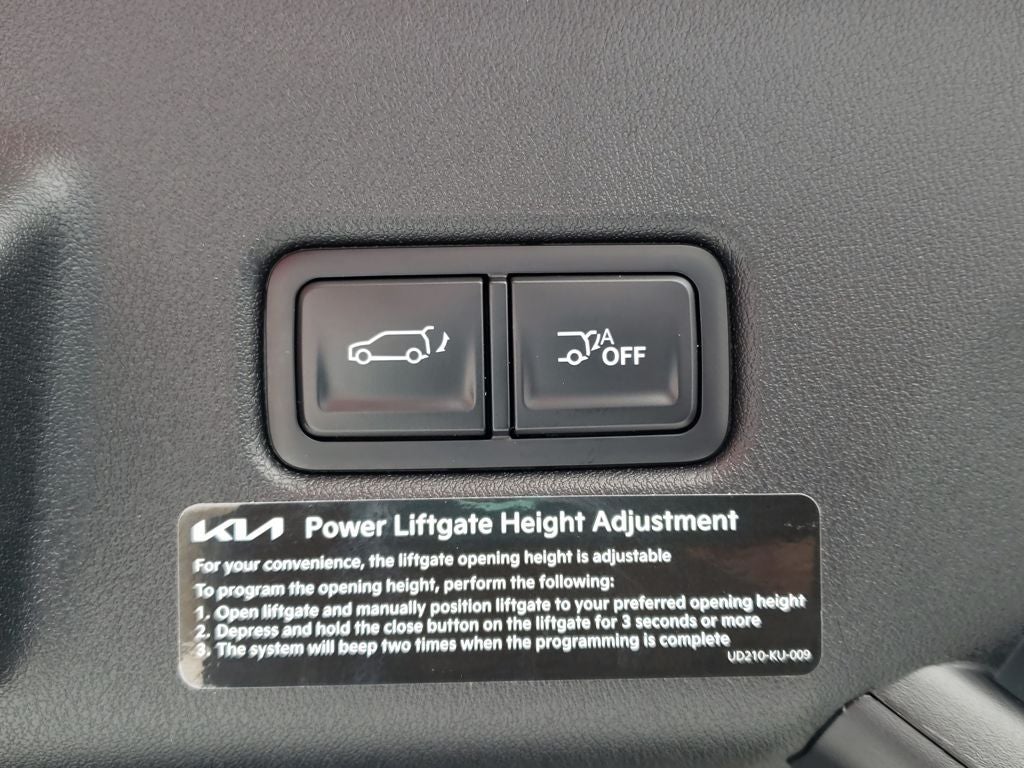 A
OFF
KIA Power Liftgate Height Adjustment
For your convenience, the liftgate opening height is adjustable
To program the opening height, perform the following:
1. Open liftgate and manually position liftgate to your preferred opening height
2. Depress and hold the close button on the liftgate for 3 seconds or more
3. The system will beep two times when the programming is complete
UD210-KU-009